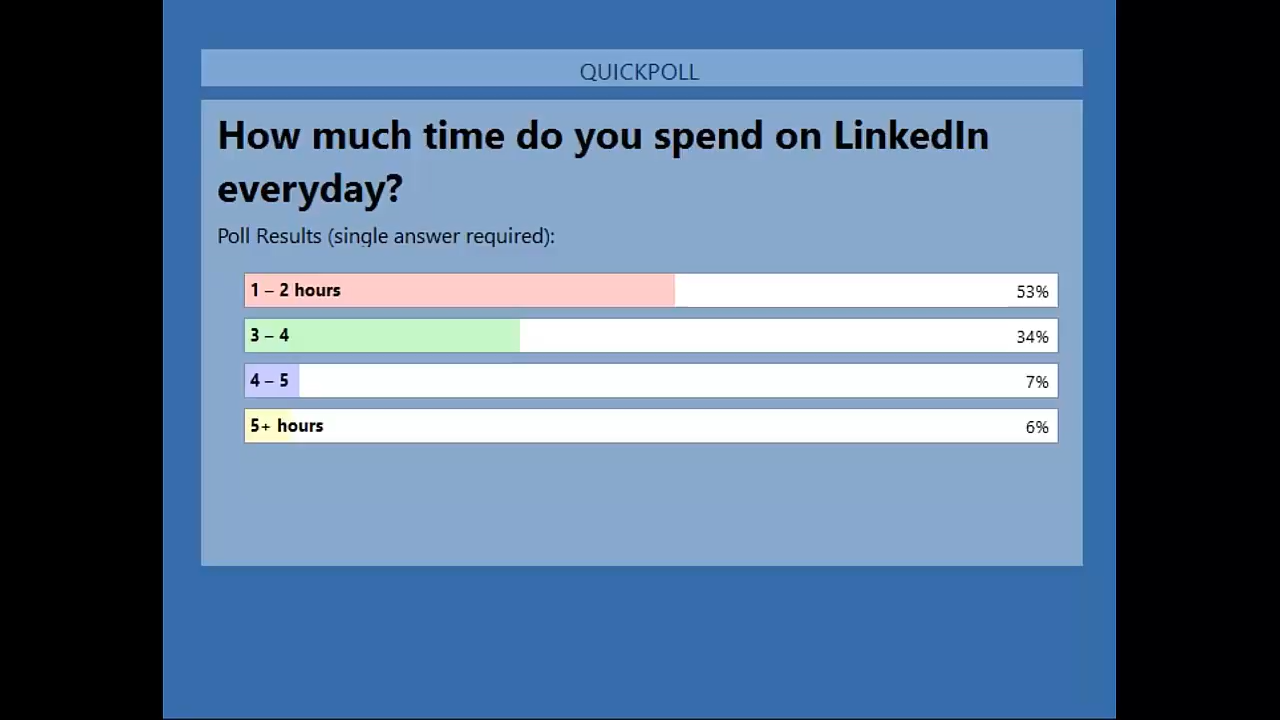 QUICKPOLL
How much time do you spend on LinkedIn
everyday?
Poll Results (single answer required):
1 – 2 hours 53%
3 – 4 34%
4 – 5 7%
5+ hours 6%